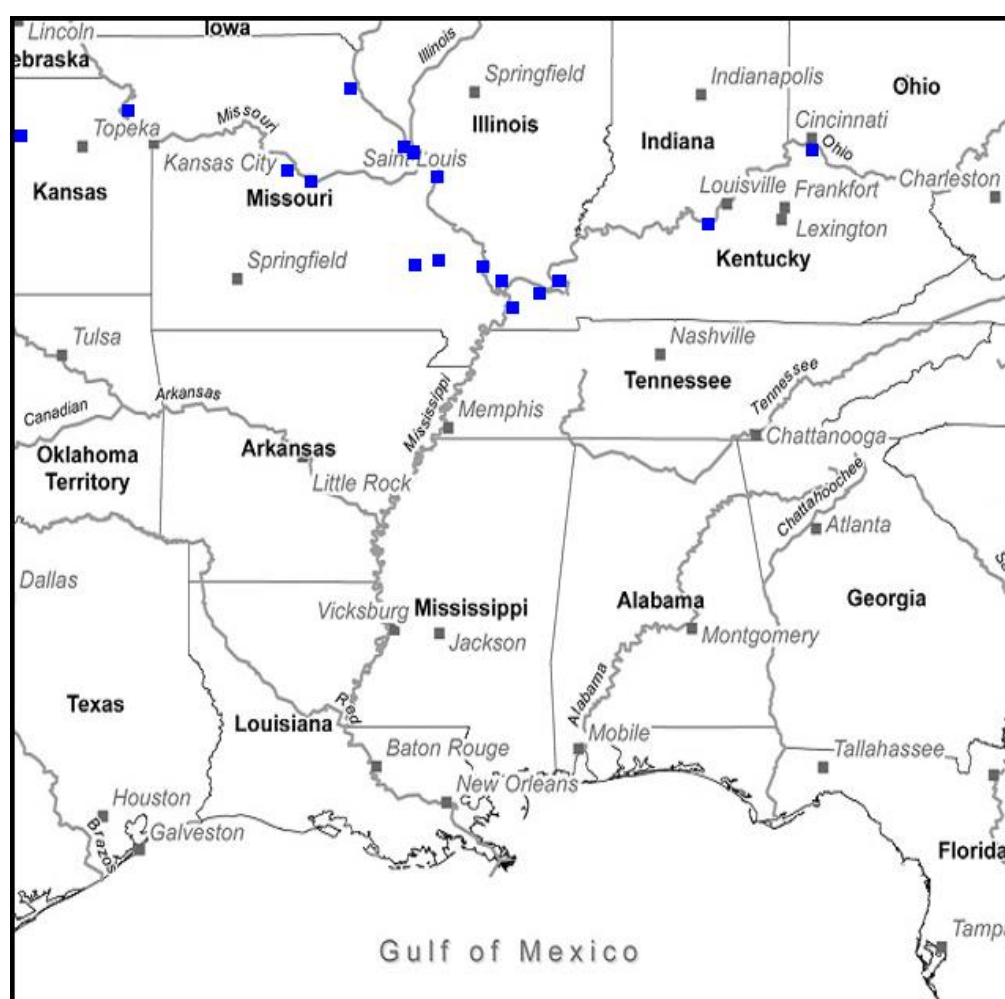 Lincoln
Iowa
ebraska
Illinois
Springfield
Indianapolis
Ohio
Missouri
Topeka
Illinois
Indiana
Cincinnati
Ohio
Kansas City
Saint Louis
Kansas
Missouri
Louisville
Frankfort
Charleston
Lexington
Springfield
Kentucky
Tulsa
Nashville
Tennessee
Tennessee
Canadian
Arkansas
Mississippi
Memphis
Chattanooga
Oklahoma
Territory
Arkansas
Little Rock
Chattahoochee
Atlanta
Dallas
Vicksburg
Mississippi
Jackson
Alabama
Georgia
Montgomery
Texas
Louisiana
Red
Alabama
Mobile
Tallahassee
Baton Rouge
New Orleans
Houston
Brazos
Galveston
Florida
Tampa
Gulf of Mexico